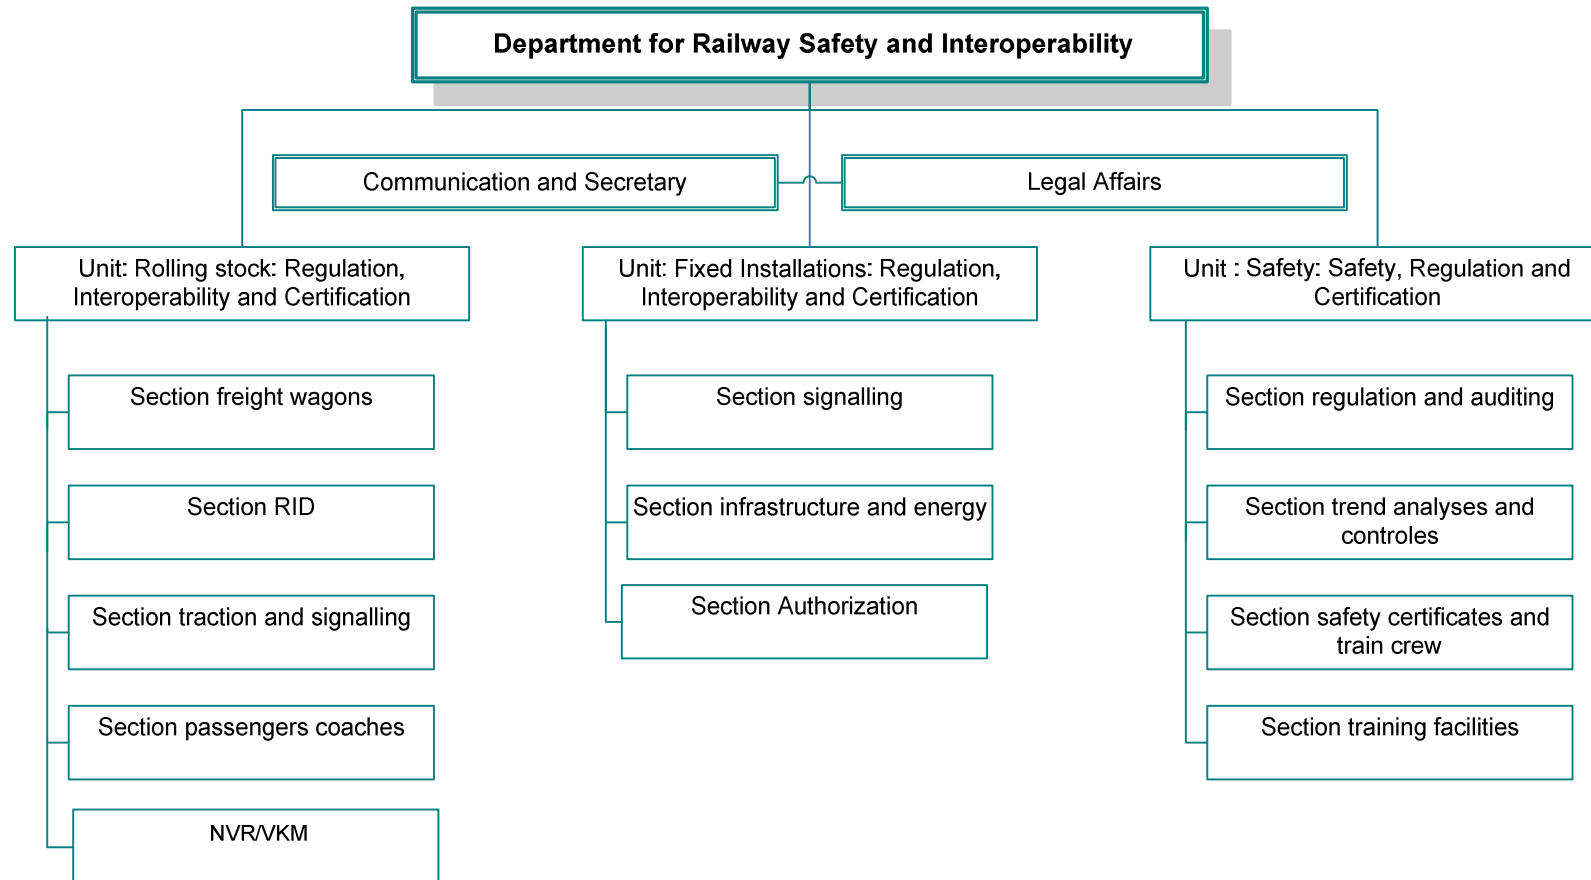 Department for Railway Safety and Interoperability
Communication and Secretary
Legal Affairs
Unit: Rolling stock: Regulation,
Interoperability and Certification
Section freight wagons
Section RID
Section traction and signalling
Section passengers coaches
NVR/VKM
Unit: Fixed Installations: Regulation,
Interoperability and Certification
Section signalling
Section infrastructure and energy
Section Authorization
Unit : Safety: Safety, Regulation and
Certification
Section regulation and auditing
Section trend analyses and
controles
Section safety certificates and
train crew
Section training facilities